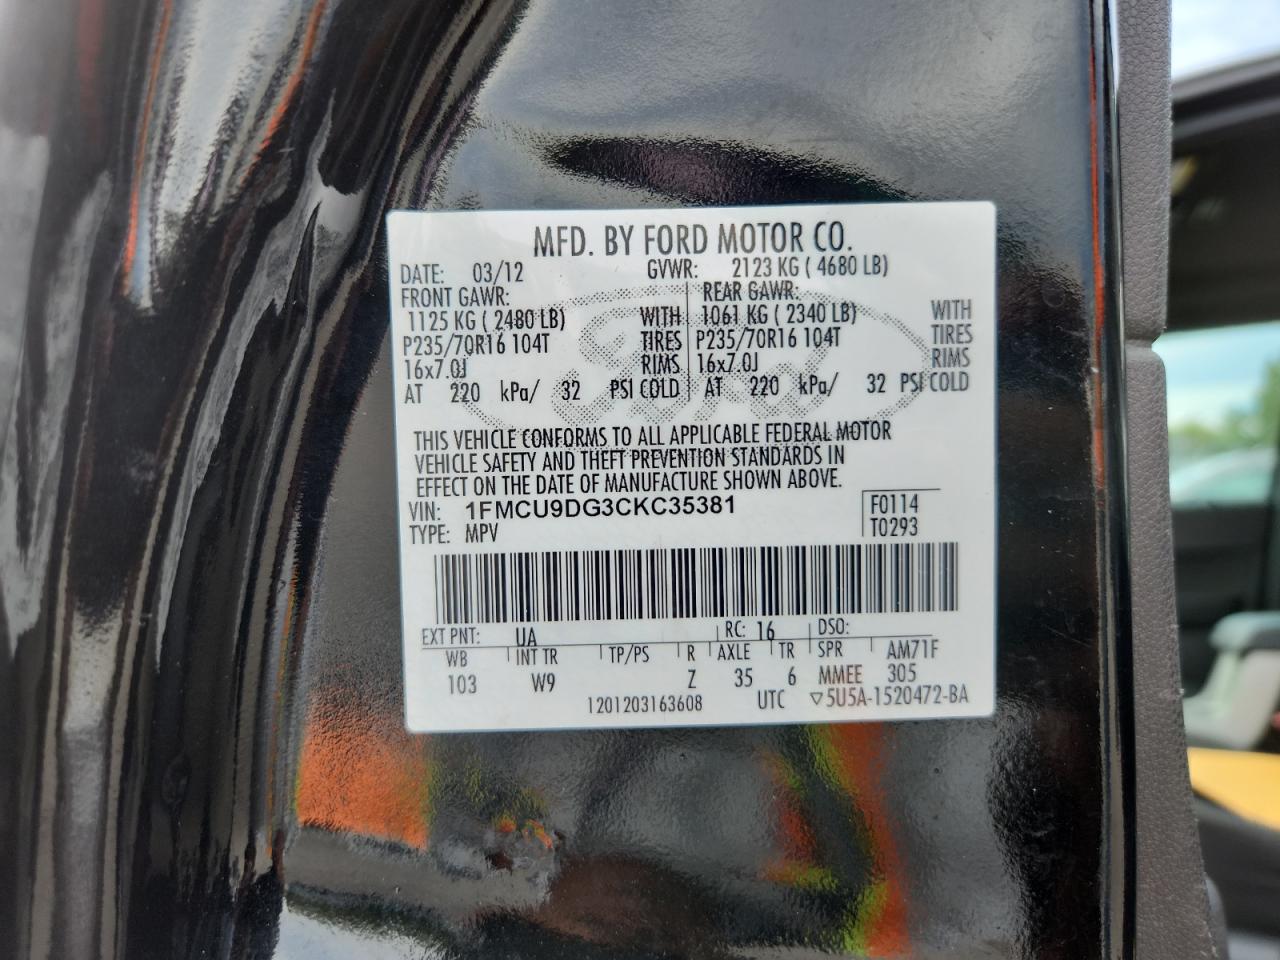 MFD. BY FORD MOTOR CO.
DATE: 03/12 GVWR: 2123 KG ( 4680 LB)
FRONT GAWR: REAR GAWR:
1125 KG ( 2480 LB) WITH 1061 KG ( 2340 LB) WITH
P235/70R16 104T TIRES P235/70R16 104T TIRES
16x7.0J RIMS 16x7.0J RIMS
AT 220 kPa/ 32 PSI COLD AT 220 kPa/ 32 PSI COLD
Ford
THIS VEHICLE CONFORMS TO ALL APPLICABLE FEDERAL MOTOR
VEHICLE SAFETY AND THEFT PREVENTION STANDARDS IN
EFFECT ON THE DATE OF MANUFACTURE SHOWN ABOVE.
VIN: 1FMCU9DG3CKC35381 F0114
TYPE: MPV T0293
EXT PNT: UA RC: 16 DSO:
WB INT TR TP/PS R AXLE TR SPR AM71F
103 W9 Z 35 6 MMEE 305
1201203163608 UTC ▽5U5A-1520472-BA